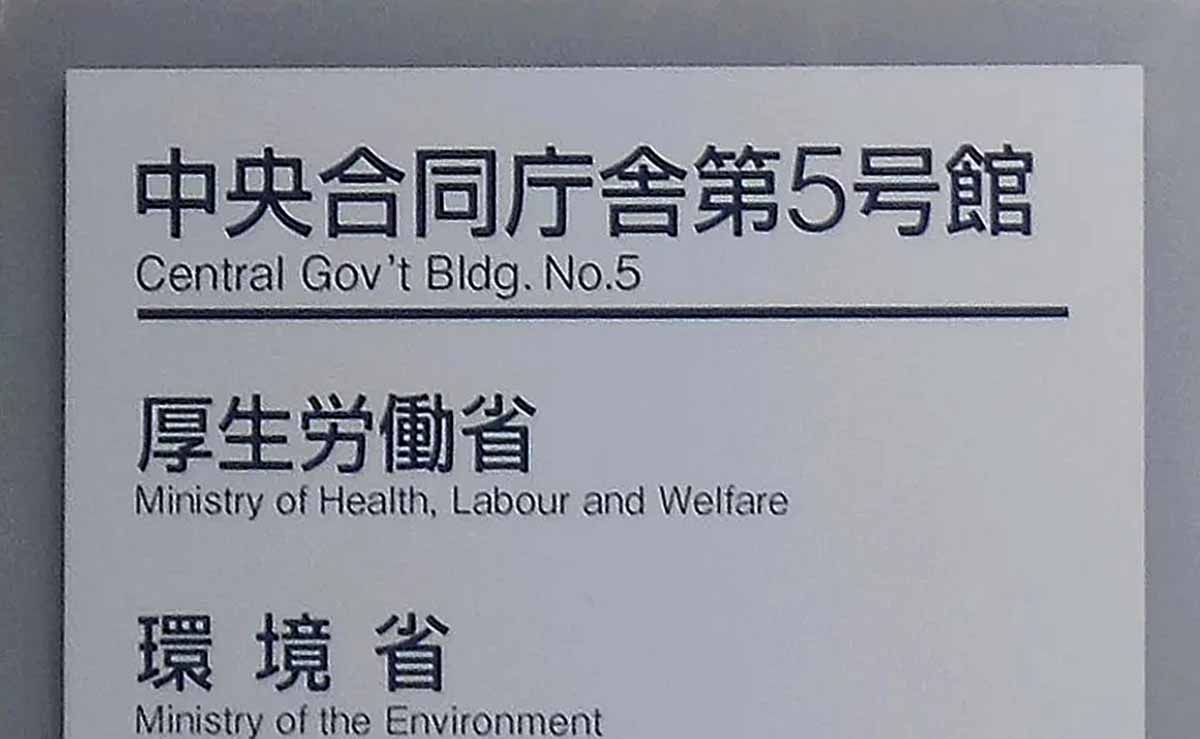 中央合同庁舎第5号館
Central Gov't Bldg. No.5
厚生労働省
Ministry of Health, Labour and Welfare
環境省
Ministry of the Environment